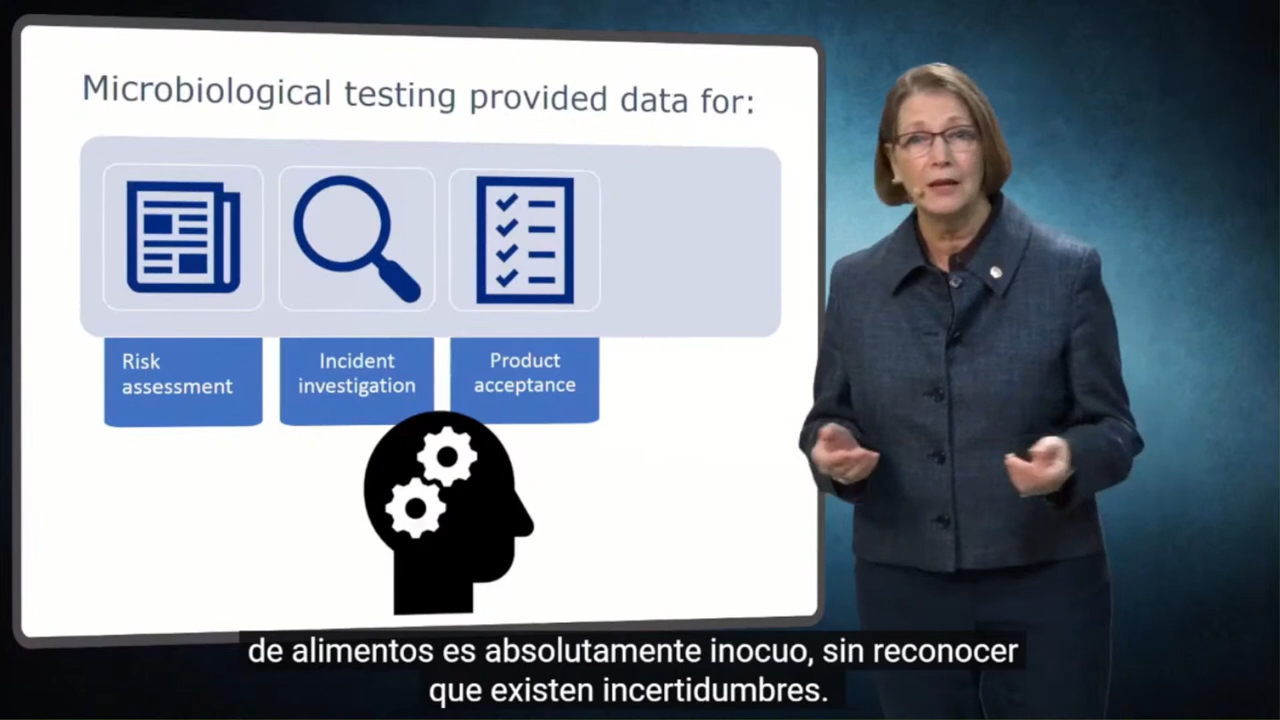 Microbiological testing provided data for:
Risk
assessment
Incident
investigation
Product
acceptance
de alimentos es absolutamente inocuo, sin reconocer
que existen incertidumbres.